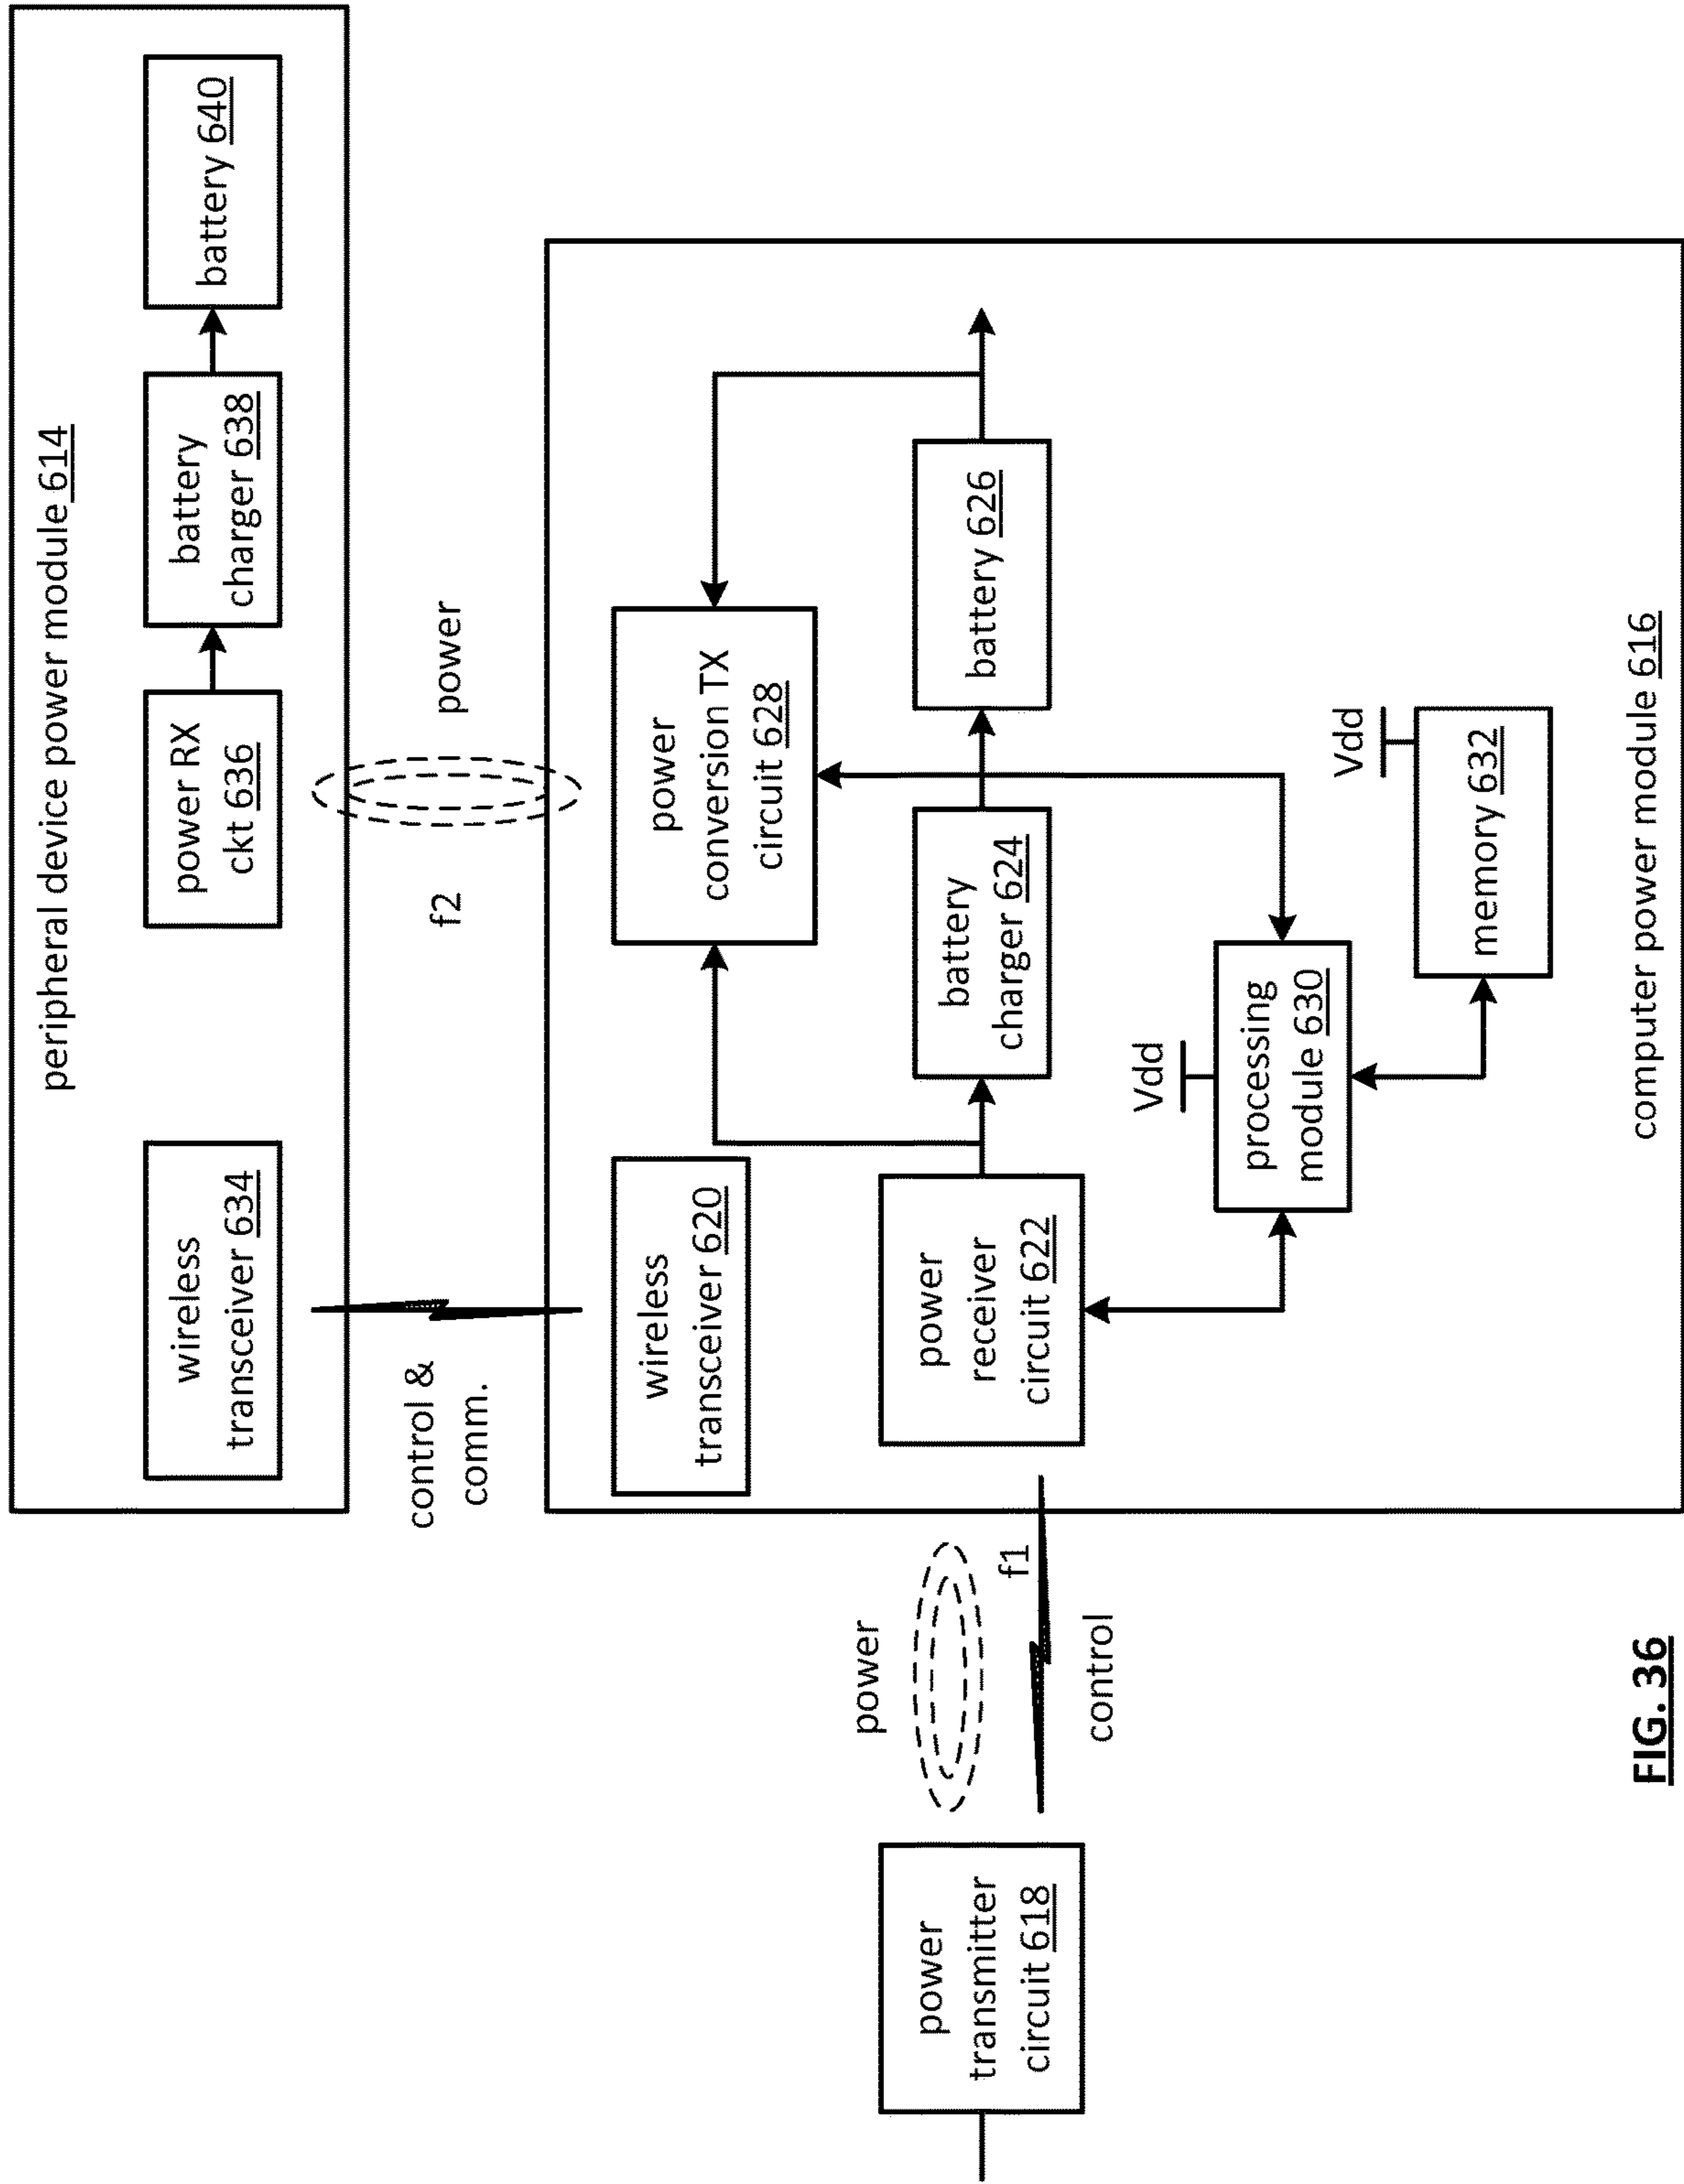 peripheral device power module 614
wireless
transceiver 634
power RX
ckt 636
battery
charger 638
battery 640
control &
comm.
f2
power
wireless
transceiver 620
power
conversion TX
circuit 628
power
transmitter
circuit 618
power
f1
control
power
receiver
circuit 622
battery
charger 624
battery 626
Vdd
processing
module 630
Vdd
memory 632
computer power module 616
FIG. 36